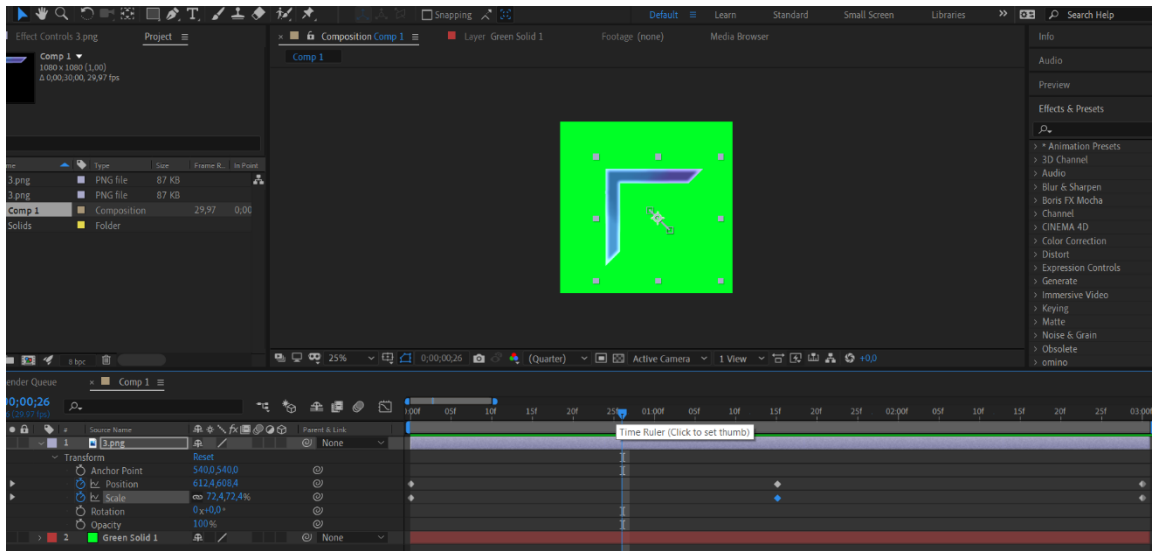 Snapping
Default
Learn
Standard
Small Screen
Libraries
Search Help
Effect Controls 3.png
Project
Composition Comp 1
Layer Green Solid 1
Footage (none)
Media Browser
Info
Comp 1
1080 x 1080 (1,00)
Δ 0;00;30;00, 29,97 fps
Comp 1
Audio
Preview
Effects & Presets
Type Size Frame R... In Point
3.png PNG file 87 KB
3.png PNG file 87 KB
Comp 1 Composition 29,97 0;00
Solids Folder
> * Animation Presets
> 3D Channel
> Audio
> Blur & Sharpen
> Boris FX Mocha
> Channel
> CINEMA 4D
> Color Correction
> Distort
> Expression Controls
> Generate
> Immersive Video
> Keying
> Matte
> Noise & Grain
> Obsolete
> omino
8 bpc
25% 0;00;00;26 (Quarter) Active Camera 1 View +0,0
ender Queue
Comp 1
00;00;26
(29.97 fps)
05f 10f 15f 20f 25f 01:00f 05f 10f 15f 20f 25f 02:00f 05f 10f 15f 20f 25f 03:00f
Time Ruler (Click to set thumb)
# Source Name Parent & Link
1 3.png None
Transform Reset
Anchor Point 540,0,540,0
Position 612,4,608,4
Scale 72,4,72,4%
Rotation 0x+0,0°
Opacity 100%
2 Green Solid 1 None